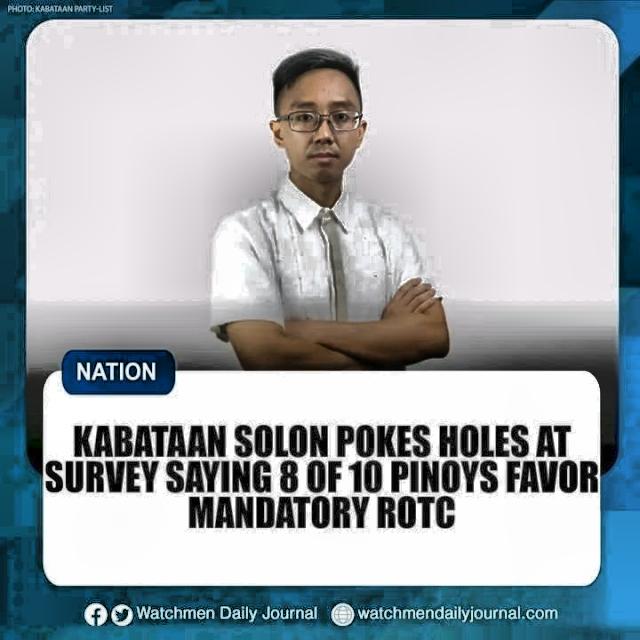 PHOTO: KABATAAN PARTY-LIST
NATION
KABATAAN SOLON POKES HOLES AT
SURVEY SAYING 8 OF 10 PINOYS FAVOR
MANDATORY ROTC
Watchmen Daily Journal watchmendailyjournal.com